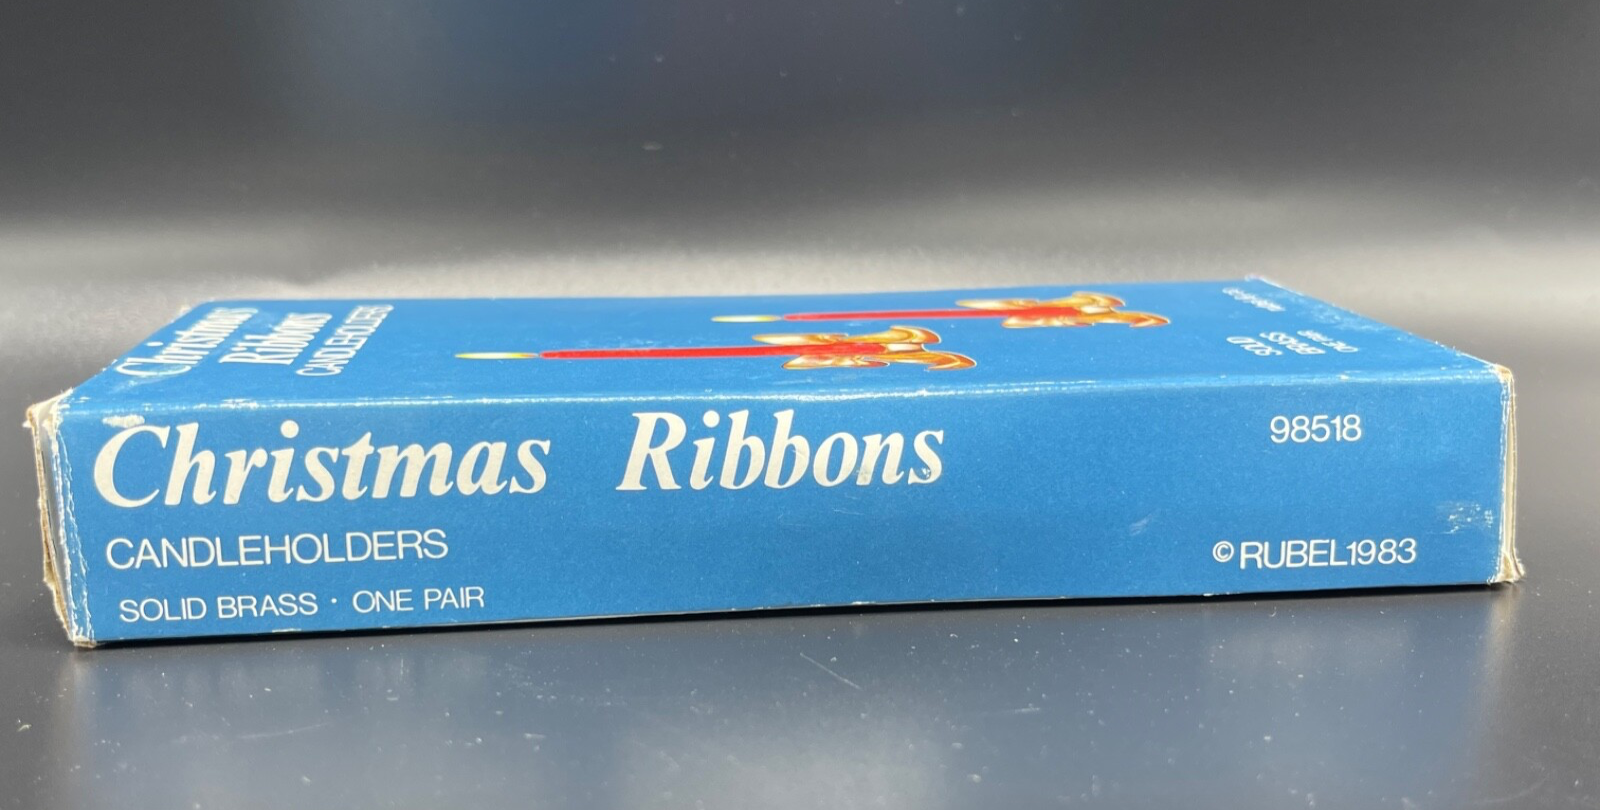 Christmas
Ribbons
CANDLEHOLDERS
SOLID
BRASS
ONE PAIR
Christmas Ribbons
98518
CANDLEHOLDERS
©RUBEL1983
SOLID BRASS · ONE PAIR